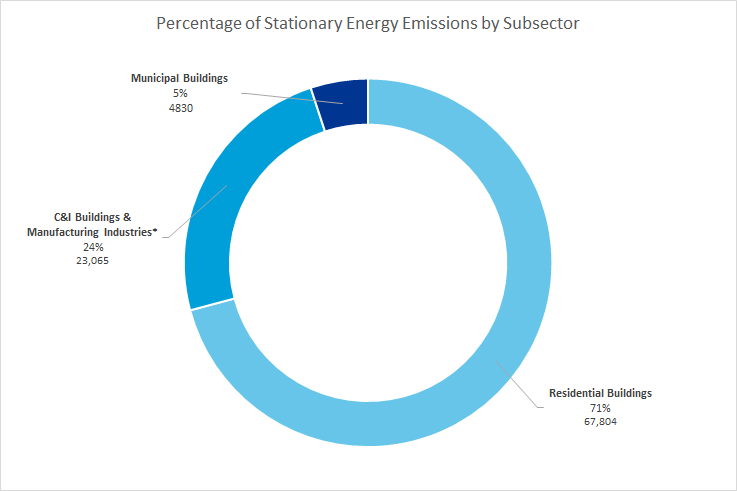 Percentage of Stationary Energy Emissions by Subsector
Municipal Buildings
5%
4830
C&I Buildings &
Manufacturing Industries*
24%
23,065
Residential Buildings
71%
67,804